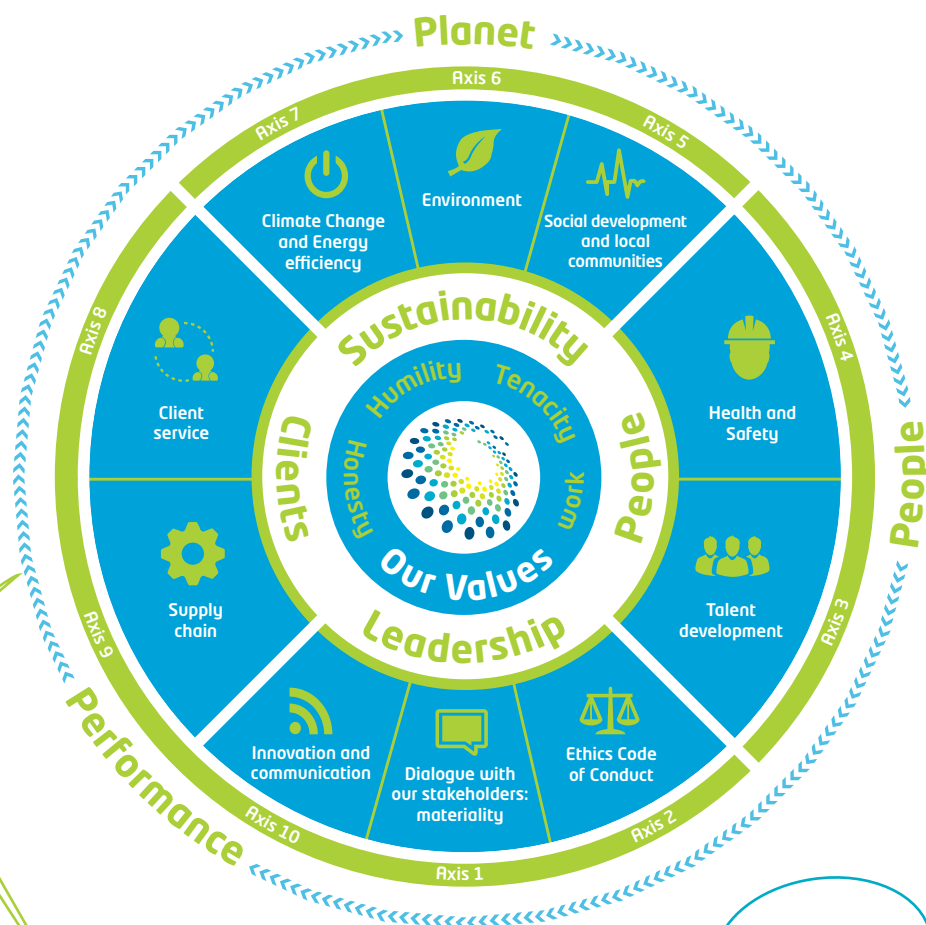 Planet
Axis 6
Axis 7
Axis 5
Environment
Climate Change
and Energy
efficiency
Social development
and local
communities
Sustainability
Axis 8
Axis 4
Humility
Tenacity
Client
service
Health and
Safety
Clients
People
People
Honesty
Work
Our Values
Supply
chain
Talent
development
Axis 9
Axis 3
Leadership
Performance
Innovation and
communication
Dialogue with
our stakeholders:
materiality
Ethics Code
of Conduct
Axis 10
Axis 2
Axis 1